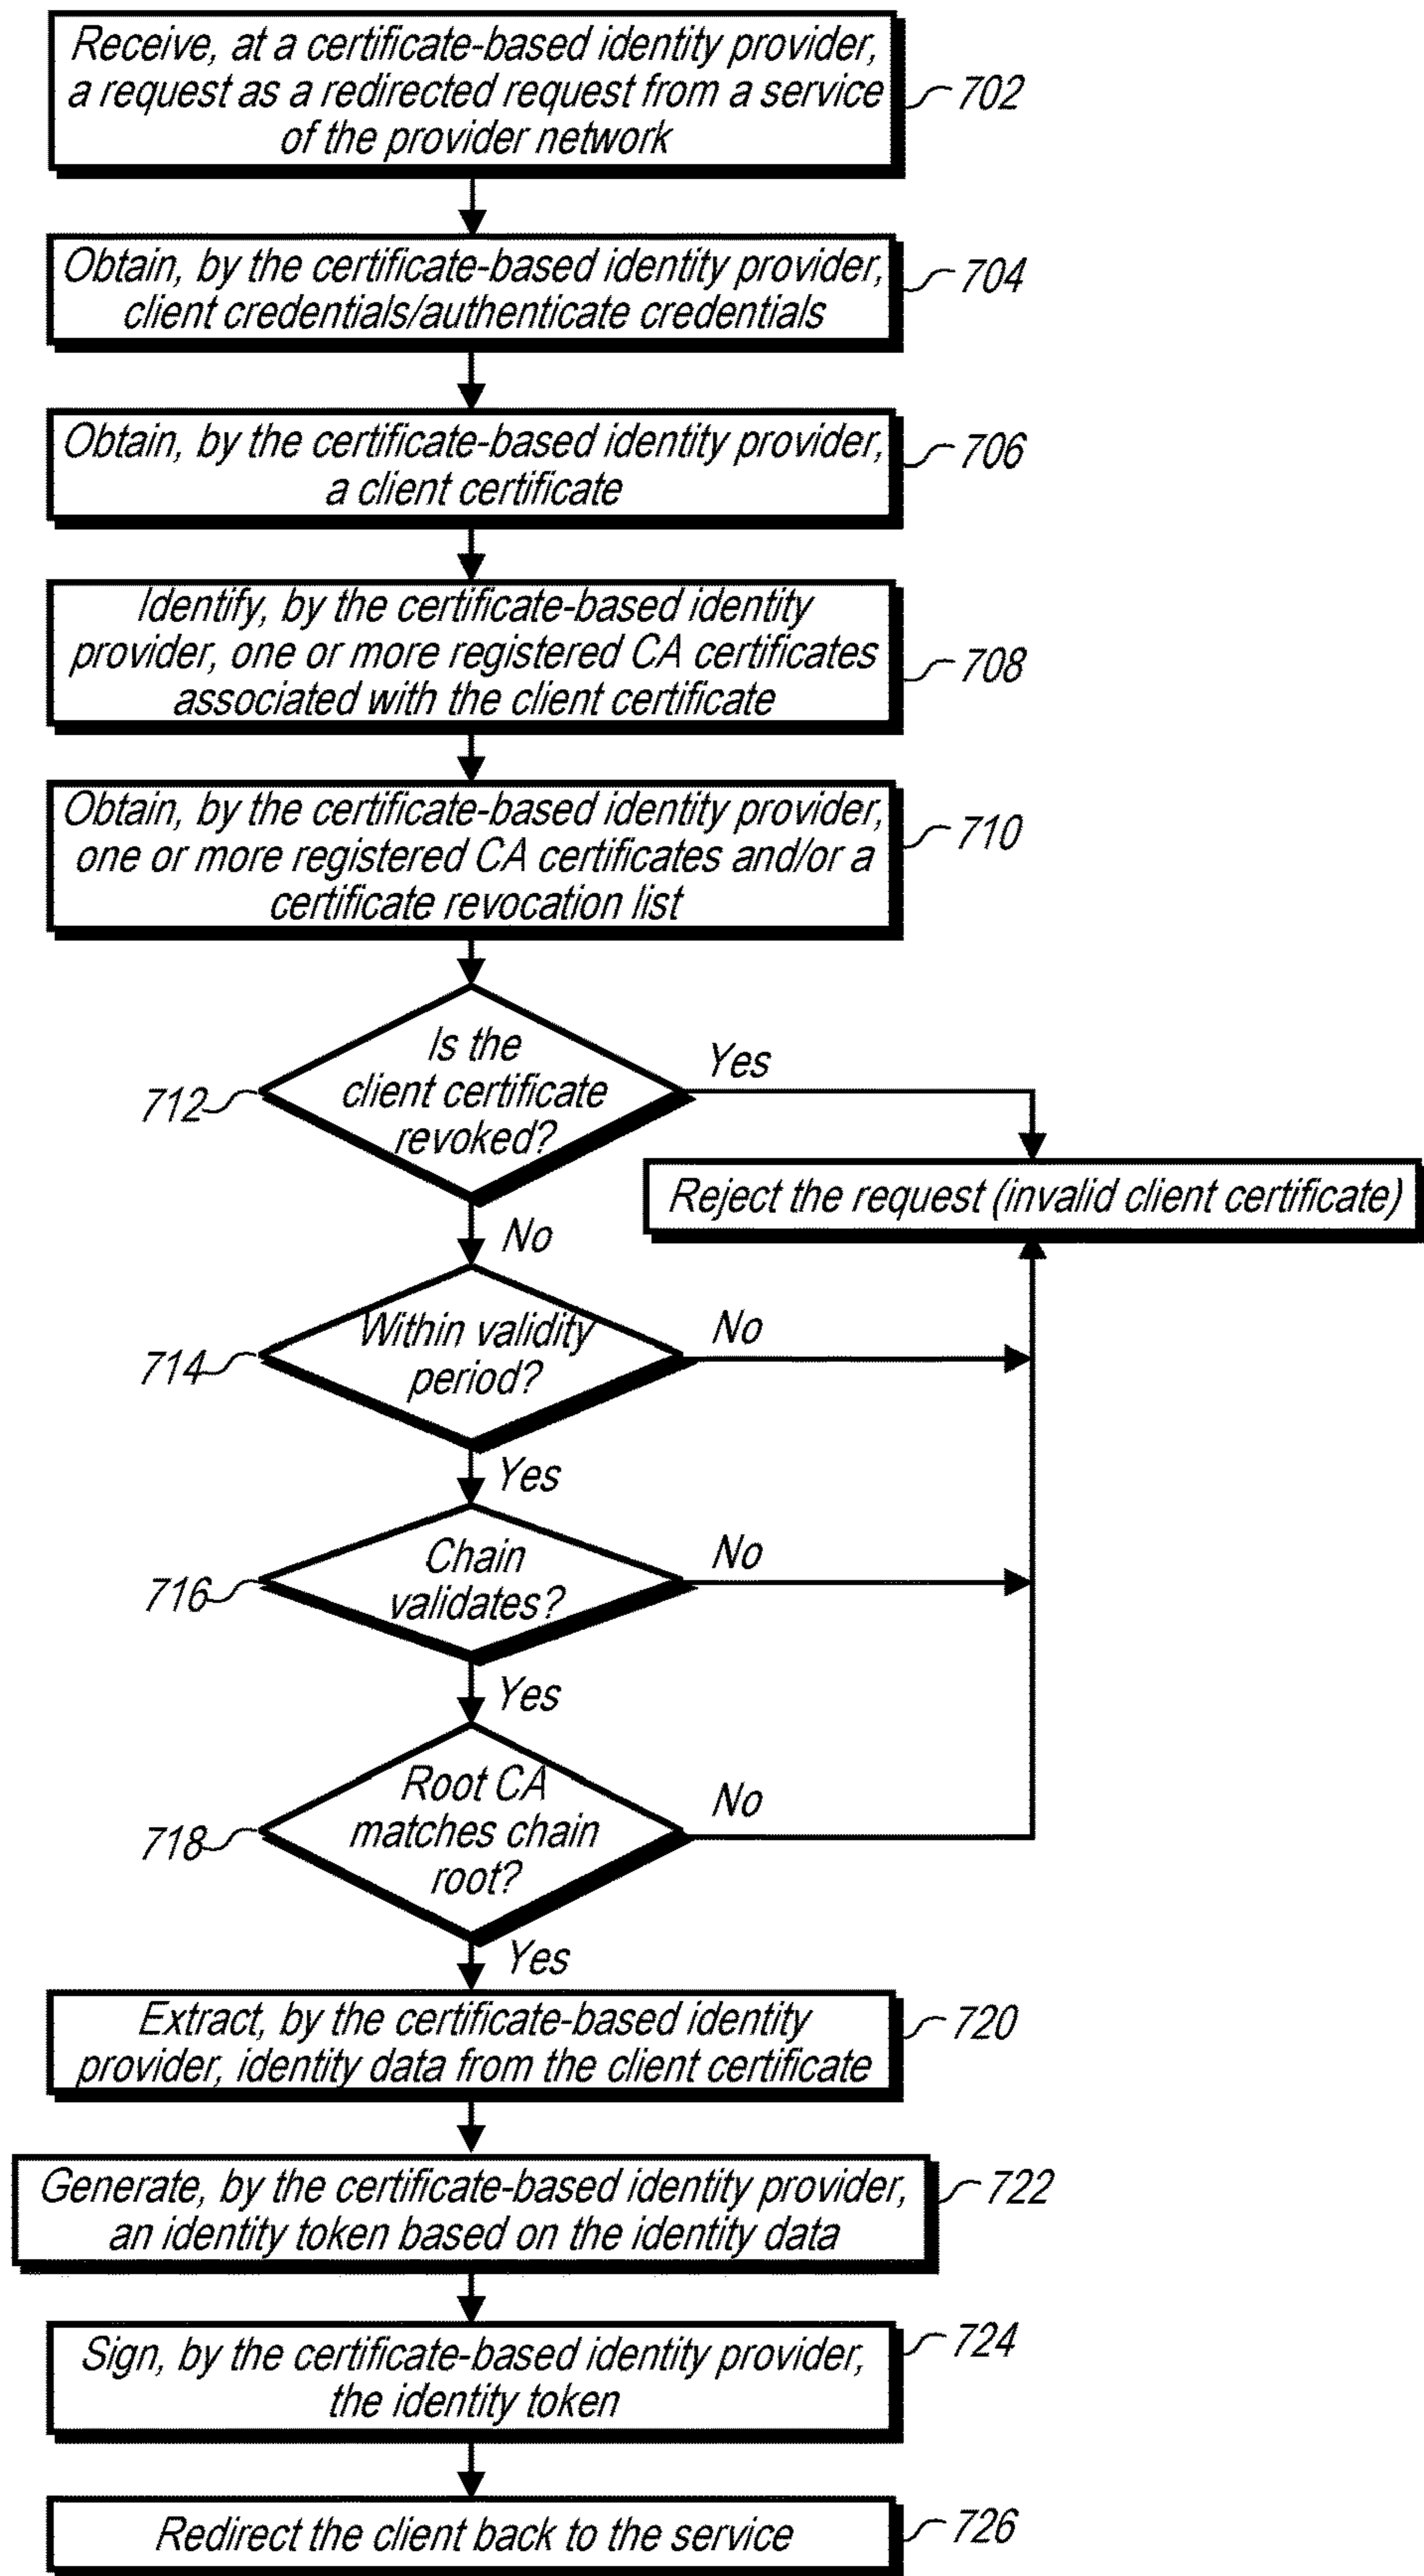 Receive, at a certificate-based identity provider,
a request as a redirected request from a service
of the provider network
702
Obtain, by the certificate-based identity provider,
client credentials/authenticate credentials
704
Obtain, by the certificate-based identity provider,
a client certificate
706
Identify, by the certificate-based identity
provider, one or more registered CA certificates
associated with the client certificate
708
Obtain, by the certificate-based identity provider,
one or more registered CA certificates and/or a
certificate revocation list
710
Is the
client certificate
revoked?
712
Yes
Reject the request (invalid client certificate)
No
Within validity
period?
714
No
Yes
Chain
validates?
716
No
Yes
Root CA
matches chain
root?
718
No
Yes
Extract, by the certificate-based identity
provider, identity data from the client certificate
720
Generate, by the certificate-based identity provider,
an identity token based on the identity data
722
Sign, by the certificate-based identity provider,
the identity token
724
Redirect the client back to the service
726